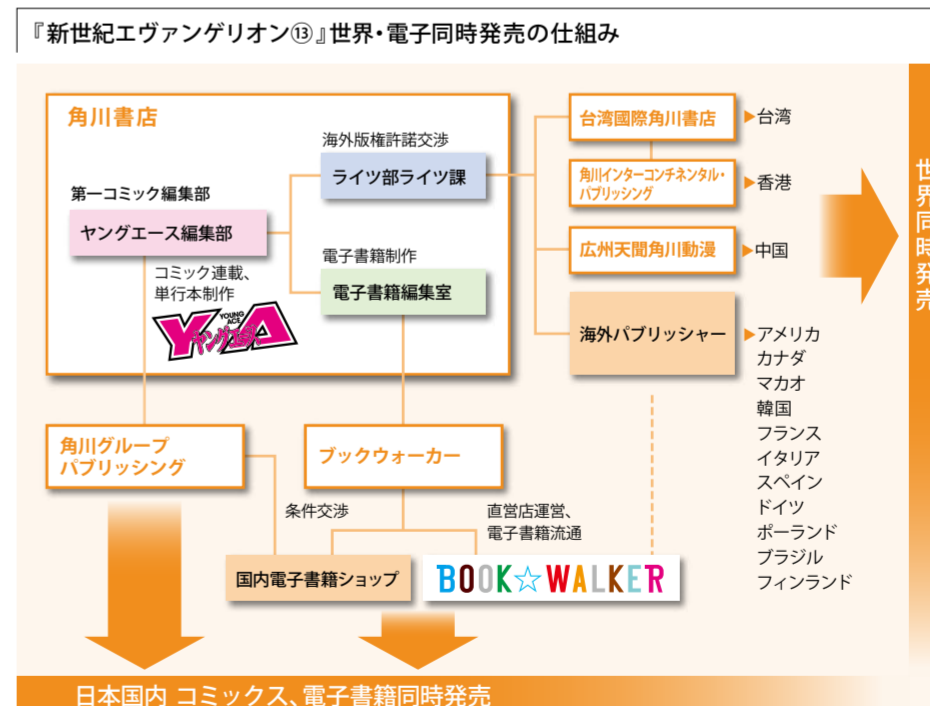 『新世紀エヴァンゲリオン⑬』世界・電子同時発売の仕組み
角川書店
海外版権許諾交渉
ライツ部ライツ課
第一コミック編集部
ヤングエース編集部
コミック連載、
単行本制作
YOUNG
ACE
YA
ヤングエース
電子書籍制作
電子書籍編集室
台湾國際角川書店
台湾
角川インターコンチネンタル・
パブリッシング
香港
広州天聞角川動漫
中国
海外パブリッシャー
アメリカ
カナダ
マカオ
韓国
フランス
イタリア
スペイン
ドイツ
ポーランド
ブラジル
フィンランド
世界同時発売
角川グループ
パブリッシング
ブックウォーカー
条件交渉
直営店運営、
電子書籍流通
国内電子書籍ショップ
BOOK☆WALKER
日本国内 コミックス、電子書籍同時発売